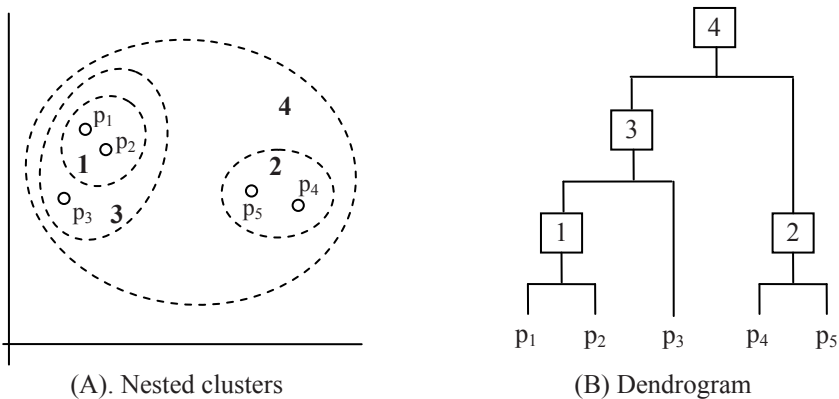 4
p1
p2
1
2
p5
p4
p3
3
(A). Nested clusters
4
3
1
2
p1 p2 p3 p4 p5
(B) Dendrogram